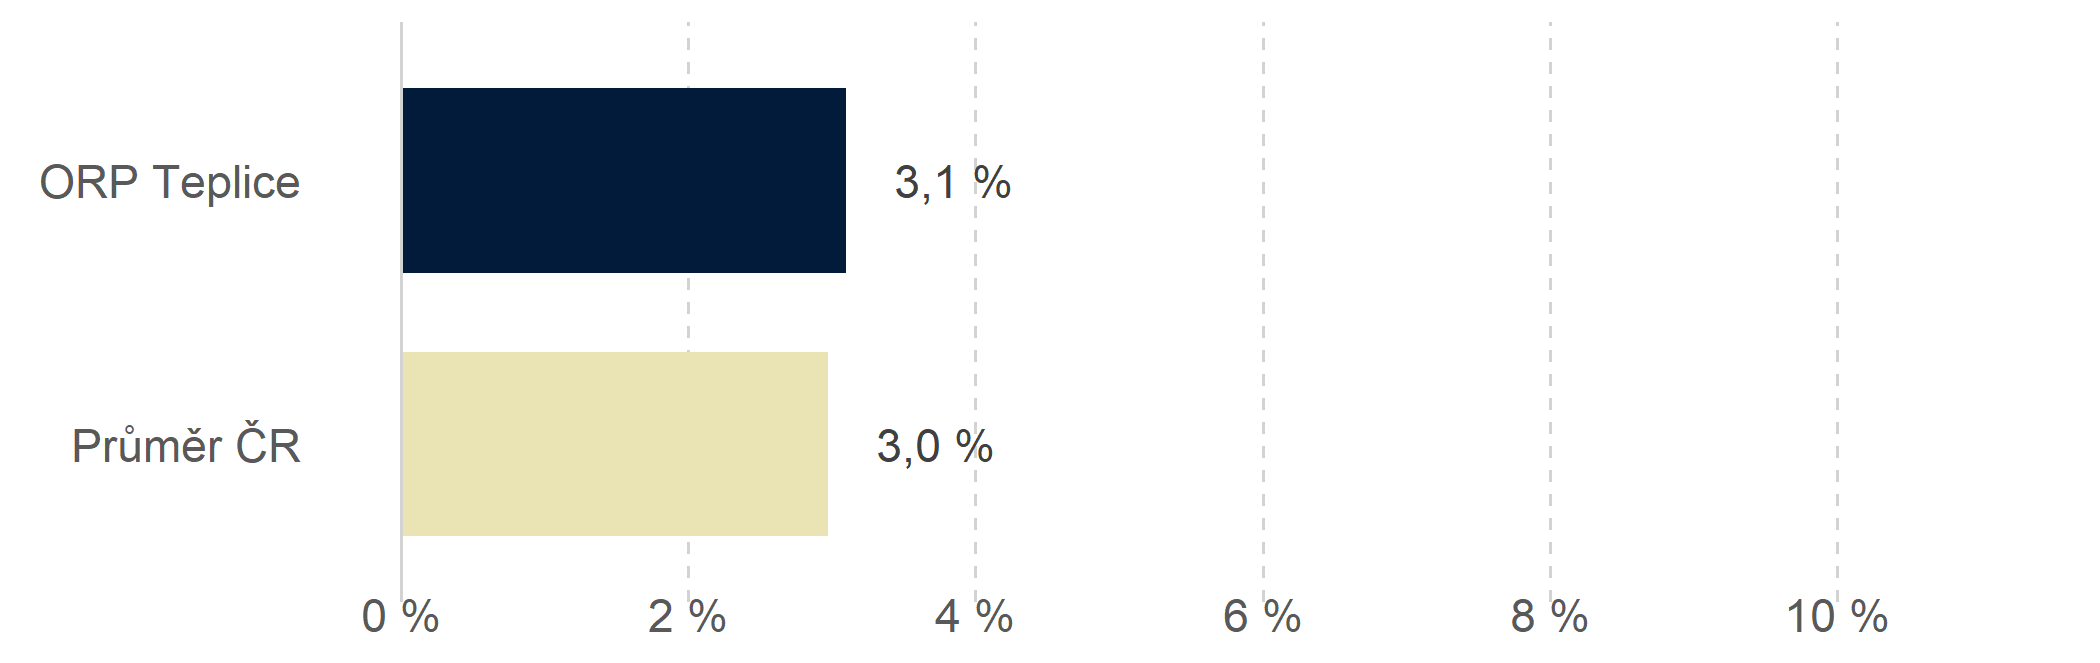 ORP Teplice
3,1 %
Průměr ČR
3,0 %
0 % 2 % 4 % 6 % 8 % 10 %